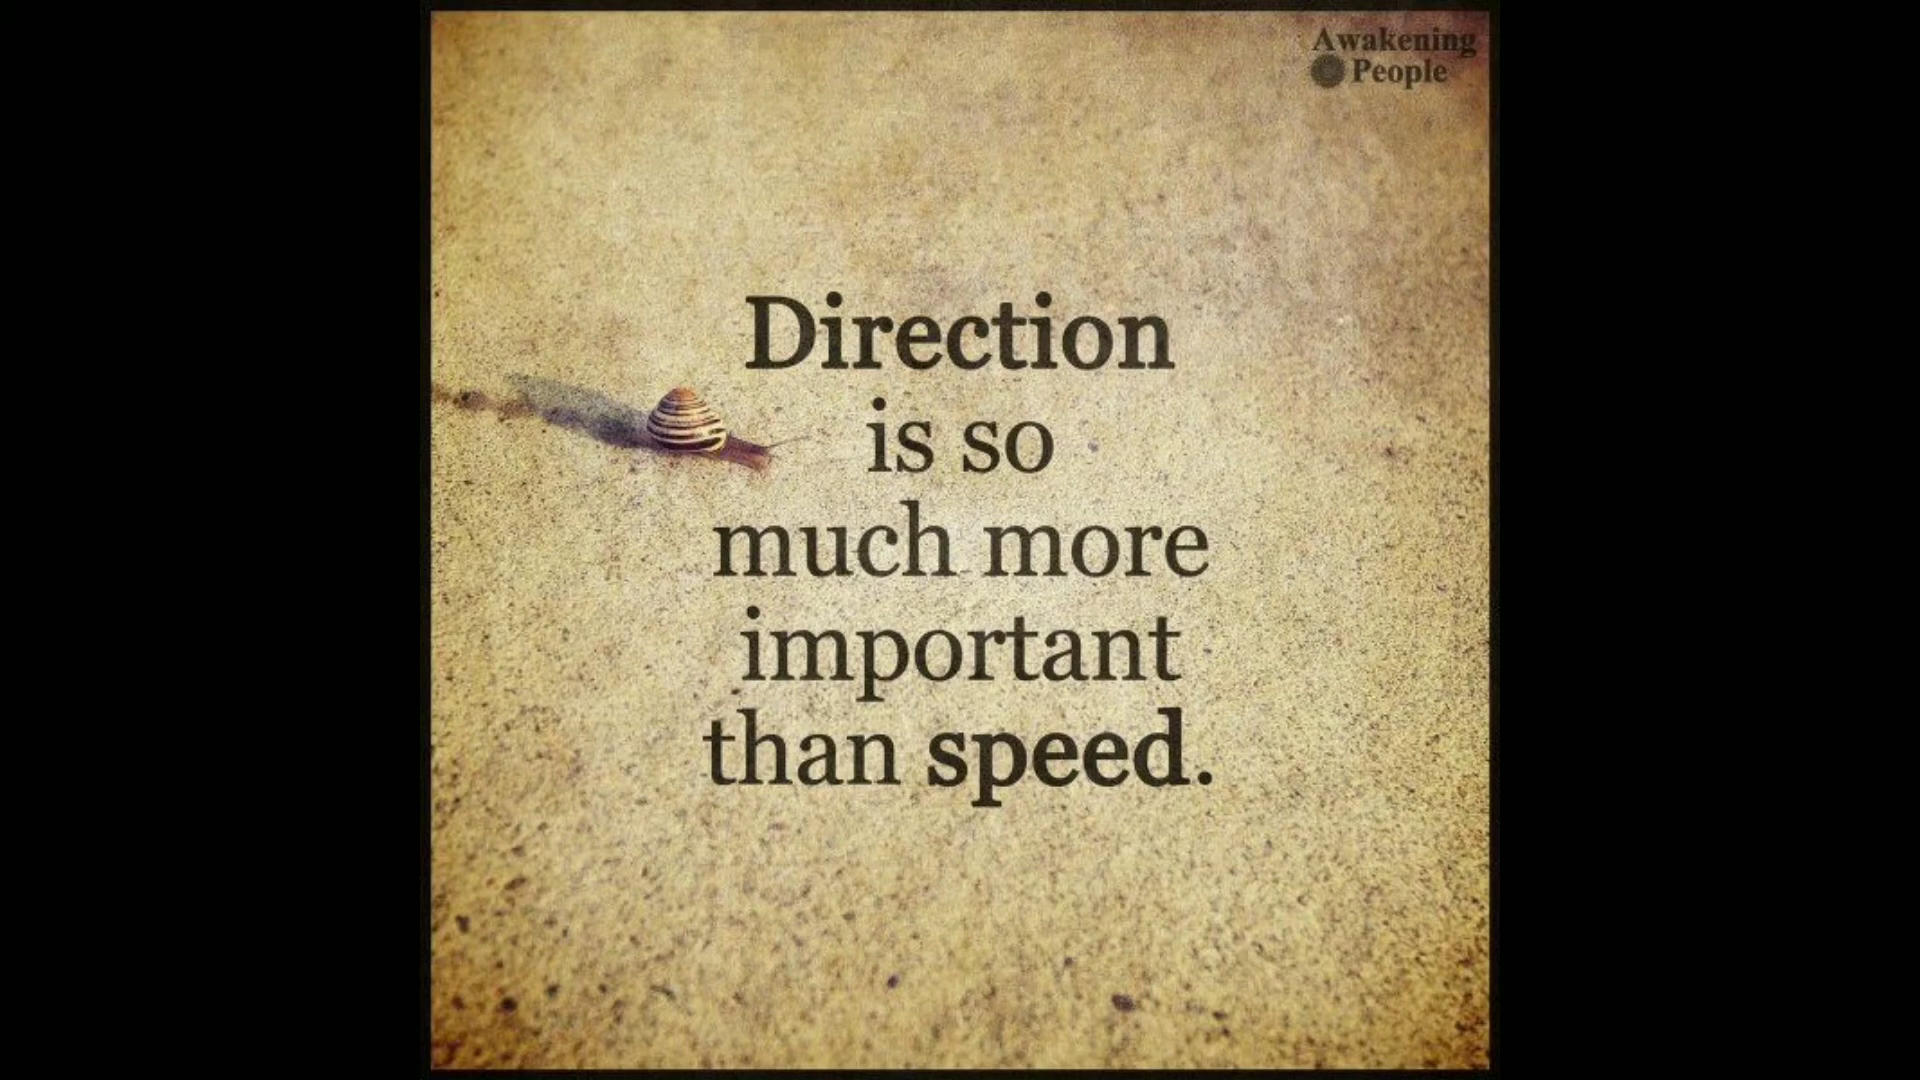 Awakening
People
Direction
is so
much more
important
than speed.